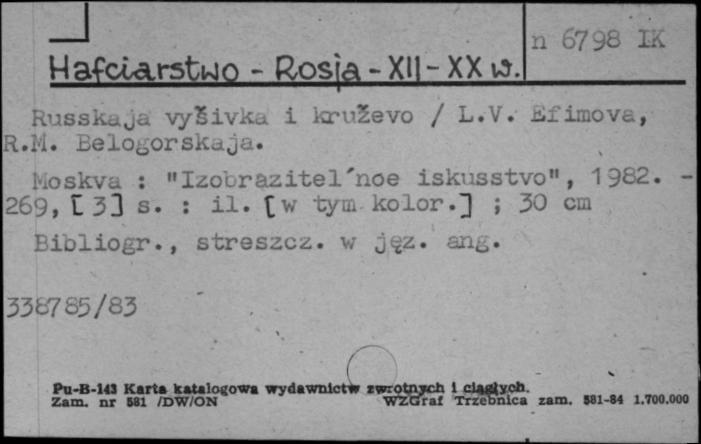 n 6798 IK
Hafciarstwo - Rosja - XII - XX w.
Russkaja vyšivka i kruževo / L.V. Efimova,
R.M. Belogorskaja.
Moskva : "Izobrazitel´noe iskusstvo", 1982. -
269, [3] s. : il. [w tym kolor.] ; 30 cm
Bibliogr., streszcz. w jęz. ang.
338785/83
Pu-B-143 Karta katalogowa wydawnictw zwrotnych i ciągłych.
Zam. nr 581 /DW/ON WZGraf Trzebnica zam. 581-84 1.700.000